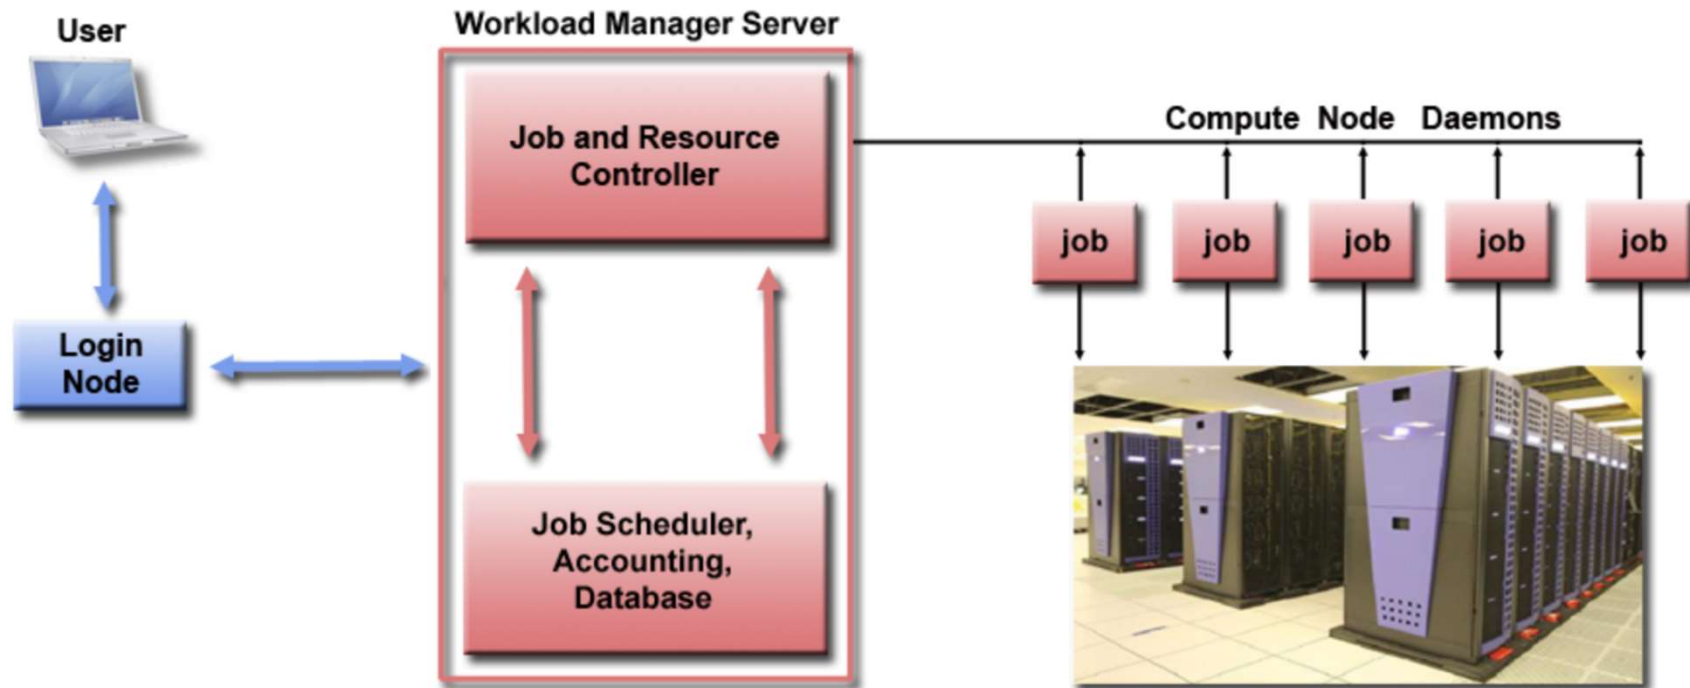 User
Workload Manager Server
Job and Resource
Controller
Compute Node Daemons
job
job
job
job
job
Login
Node
Job Scheduler,
Accounting,
Database